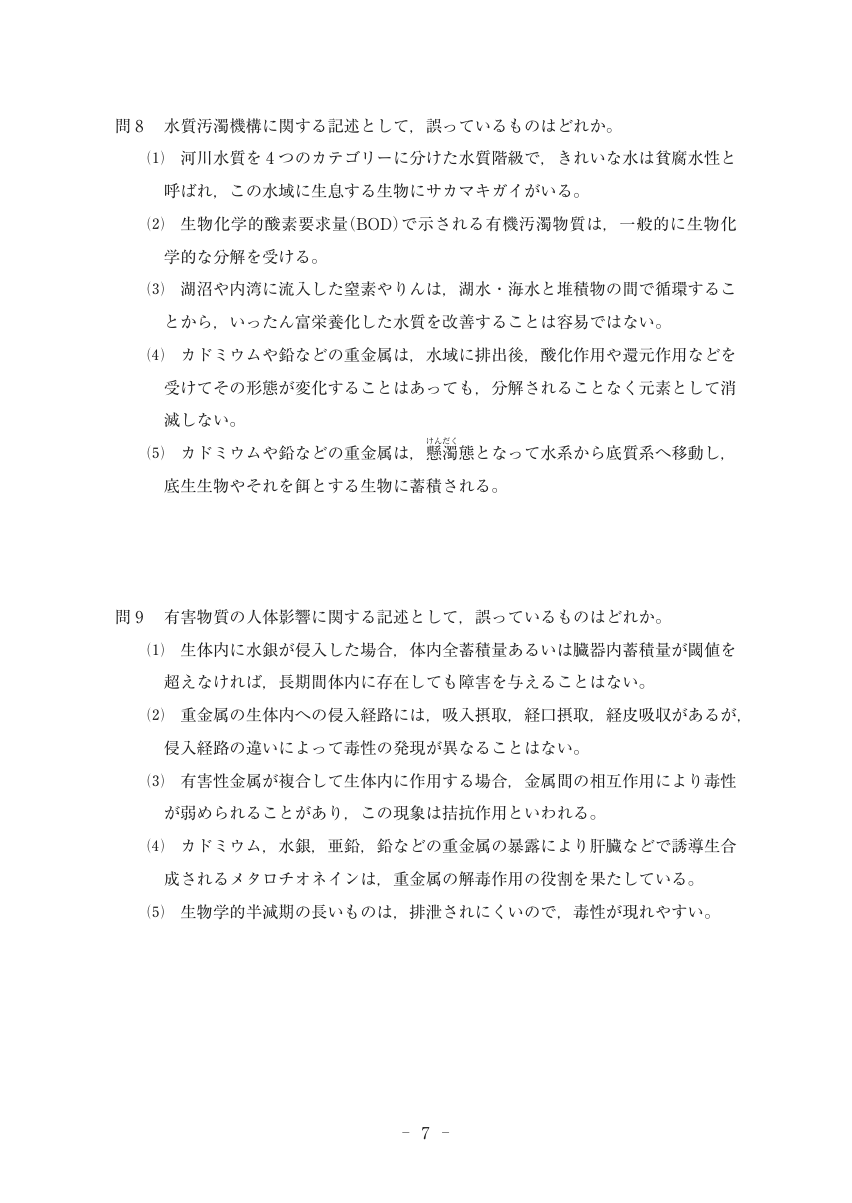 問8　水質汚濁機構に関する記述として，誤っているものはどれか。
⑴　河川水質を4つのカテゴリーに分けた水質階級で，きれいな水は貧腐水性と
呼ばれ，この水域に生息する生物にサカマキガイがいる。
⑵　生物化学的酸素要求量(BOD)で示される有機汚濁物質は，一般的に生物化
学的な分解を受ける。
⑶　湖沼や内湾に流入した窒素やりんは，湖水・海水と堆積物の間で循環するこ
とから，いったん富栄養化した水質を改善することは容易ではない。
⑷　カドミウムや鉛などの重金属は，水域に排出後，酸化作用や還元作用などを
受けてその形態が変化することはあっても，分解されることなく元素として消
滅しない。
けんだく
⑸　カドミウムや鉛などの重金属は，懸濁態となって水系から底質系へ移動し，
底生生物やそれを餌とする生物に蓄積される。
問9　有害物質の人体影響に関する記述として，誤っているものはどれか。
⑴　生体内に水銀が侵入した場合，体内全蓄積量あるいは臓器内蓄積量が閾値を
超えなければ，長期間体内に存在しても障害を与えることはない。
⑵　重金属の生体内への侵入経路には，吸入摂取，経口摂取，経皮吸収があるが，
侵入経路の違いによって毒性の発現が異なることはない。
⑶　有害性金属が複合して生体内に作用する場合，金属間の相互作用により毒性
が弱められることがあり，この現象は拮抗作用といわれる。
⑷　カドミウム，水銀，亜鉛，鉛などの重金属の暴露により肝臓などで誘導生合
成されるメタロチオネインは，重金属の解毒作用の役割を果たしている。
⑸　生物学的半減期の長いものは，排泄されにくいので，毒性が現れやすい。
- 7 -